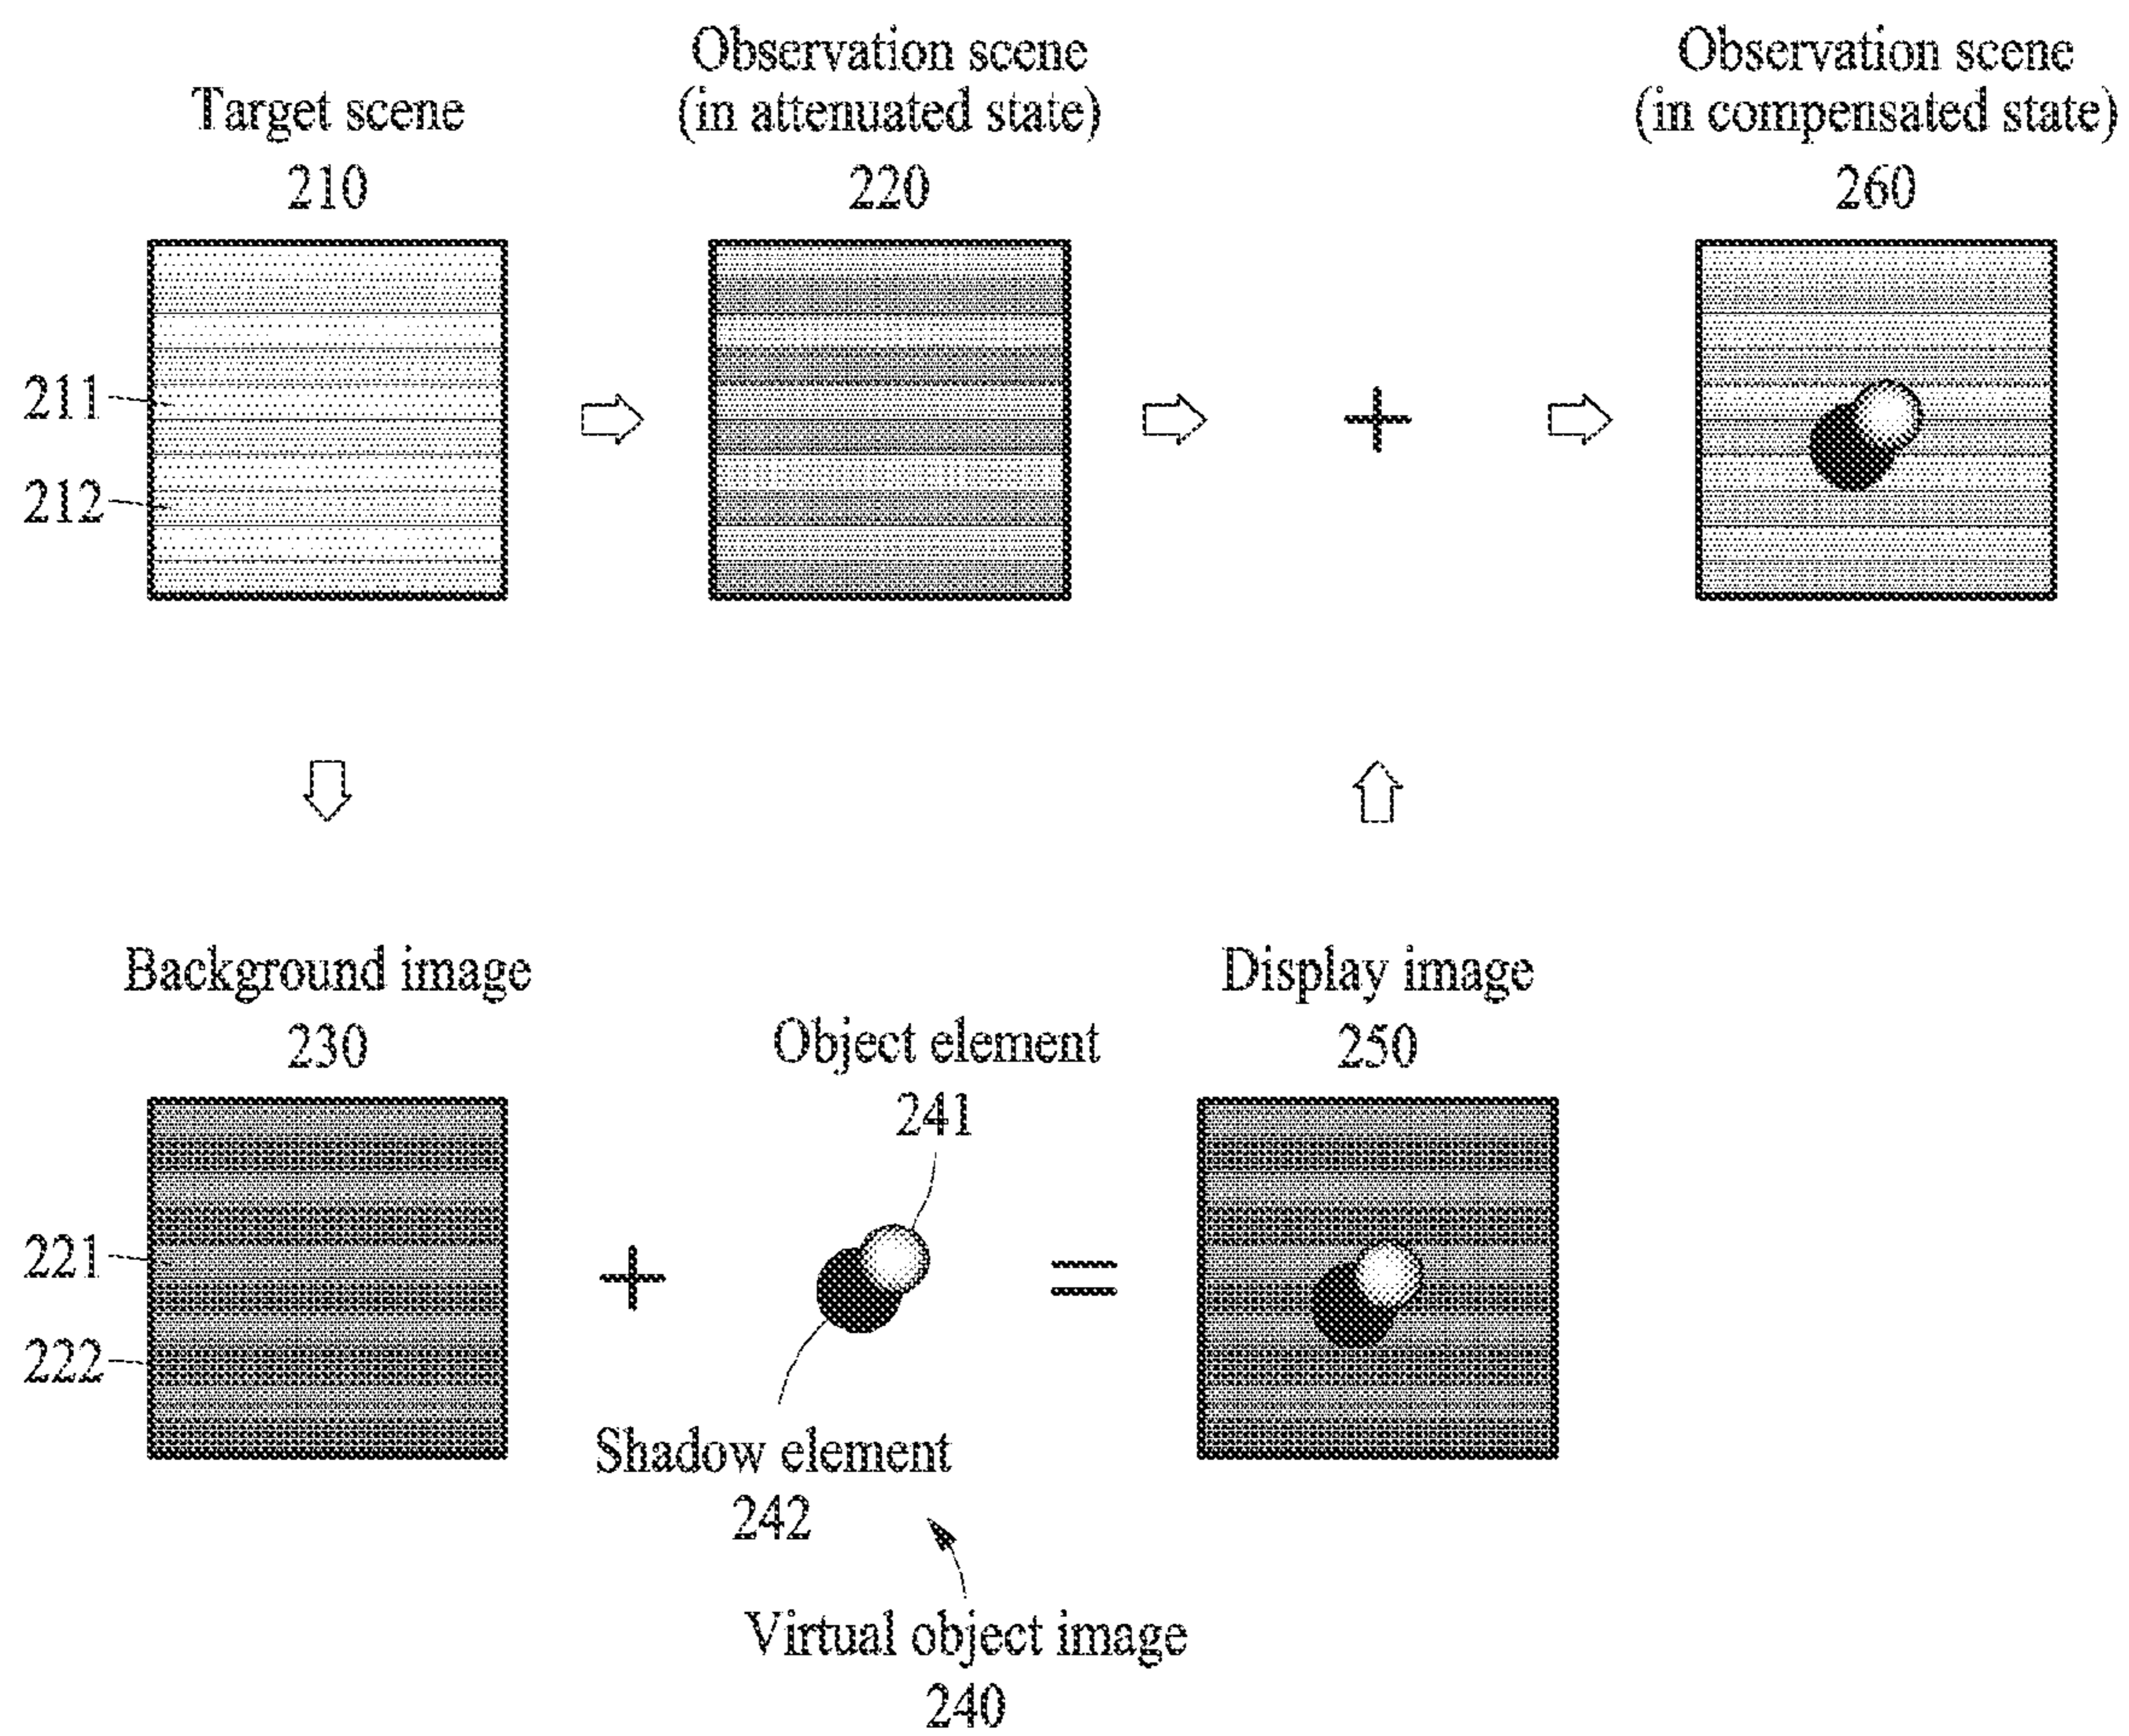 Target scene
210
Observation scene
(in attenuated state)
220
Observation scene
(in compensated state)
260
211
212
+
Background image
230
Object element
241
Display image
250
221
222
+
=
Shadow element
242
Virtual object image
240